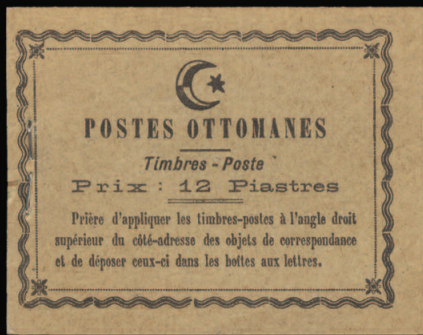 POSTES OTTOMANES
Timbres - Poste
Prix : 12 Piastres
Prière d'appliquer les timbres-postes à l'angle droit
supérieur du côté-adresse des objets de correspondance
et de déposer ceux-ci dans les boîtes aux lettres.